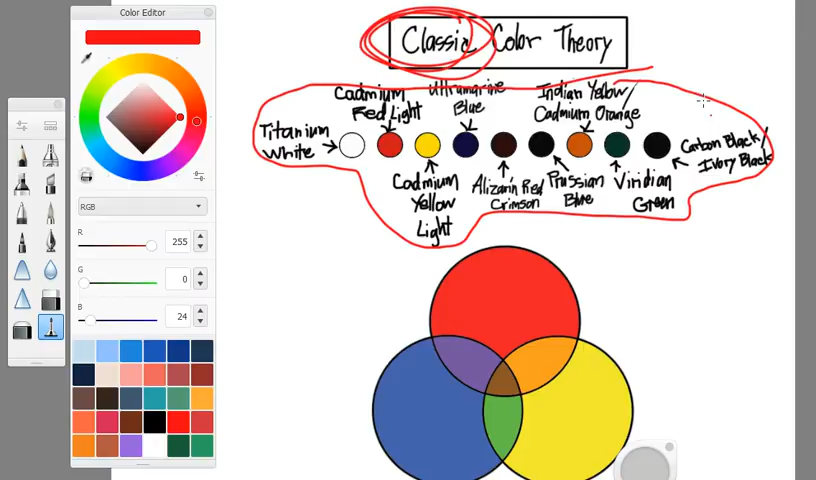 Color Editor
RGB
R
255
G
0
B
24
Classic Color Theory
Titanium
White
Cadmium
Red Light
Cadmium
Yellow
Light
Ultramarine
Blue
Alizarin Red
Crimson
Prussian
Blue
Indian Yellow/
Cadmium Orange
Viridian
Green
Carbon Black/
Ivory Black